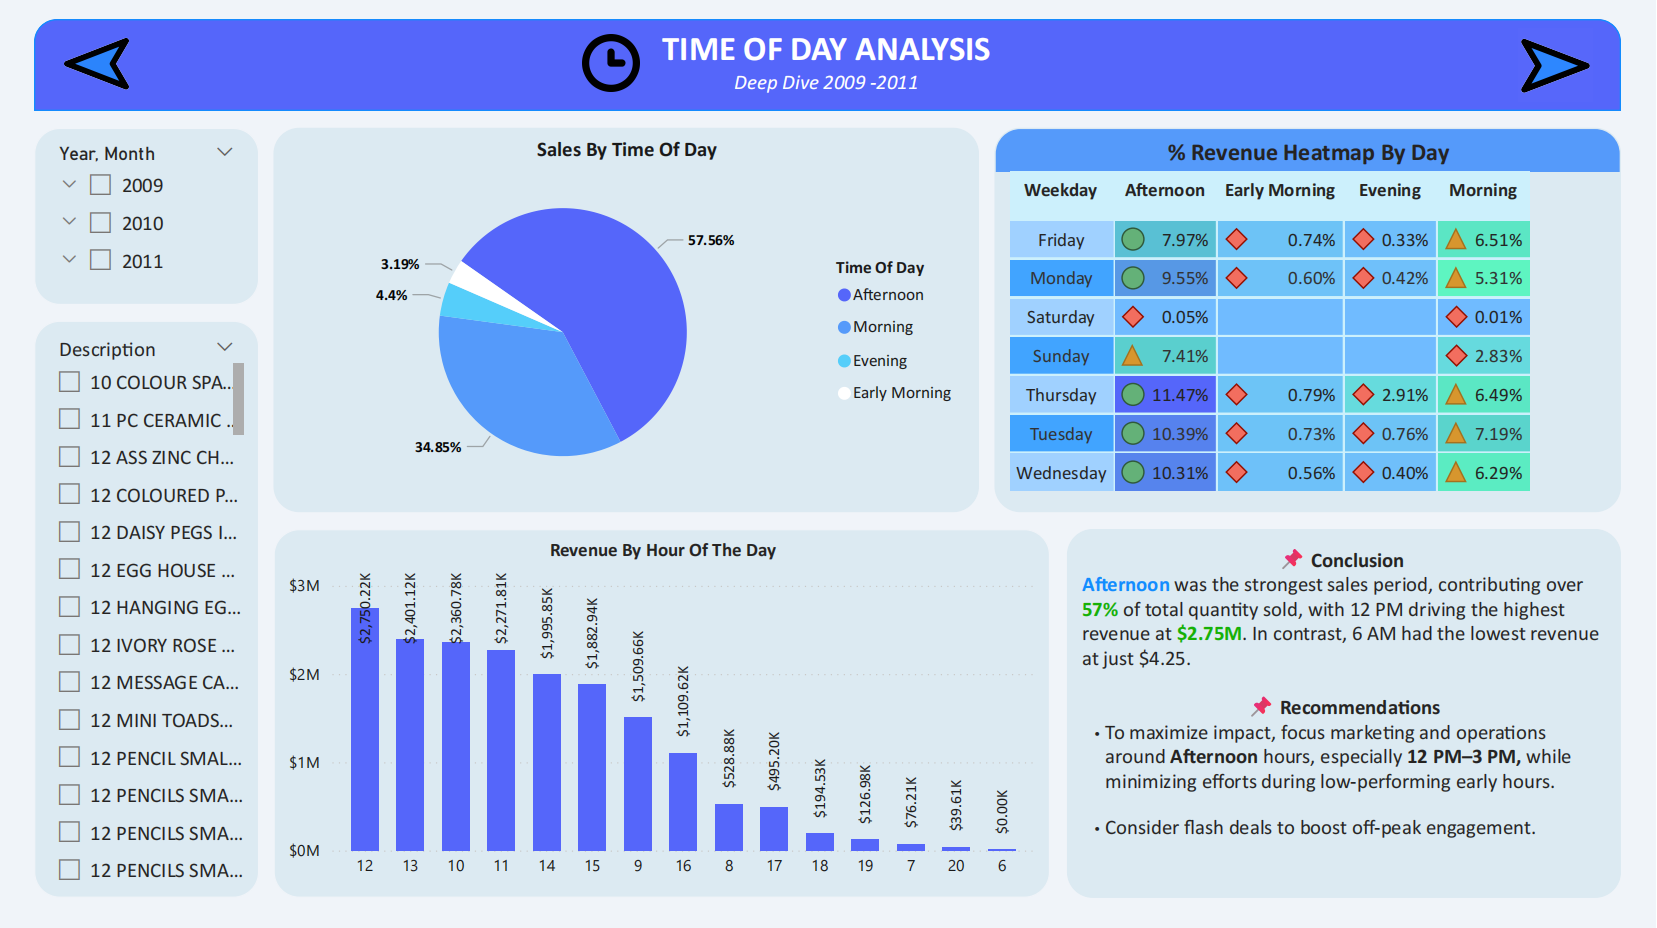 TIME OF DAY ANALYSIS
Deep Dive 2009 -2011
Year, Month
2009
2010
2011
Description
10 COLOUR SPA...
11 PC CERAMIC ..
12 ASS ZINC CH...
12 COLOURED P...
12 DAISY PEGS I...
12 EGG HOUSE ...
12 HANGING EG...
12 IVORY ROSE ...
12 MESSAGE CA...
12 MINI TOADS...
12 PENCIL SMAL...
12 PENCILS SMA...
12 PENCILS SMA...
12 PENCILS SMA...
Sales By Time Of Day
57.56%
3.19%
4.4%
34.85%
Time Of Day
Afternoon
Morning
Evening
Early Morning
% Revenue Heatmap By Day
Weekday Afternoon Early Morning Evening Morning
Friday 7.97% 0.74% 0.33% 6.51%
Monday 9.55% 0.60% 0.42% 5.31%
Saturday 0.05% 0.01%
Sunday 7.41% 2.83%
Thursday 11.47% 0.79% 2.91% 6.49%
Tuesday 10.39% 0.73% 0.76% 7.19%
Wednesday 10.31% 0.56% 0.40% 6.29%
Revenue By Hour Of The Day
$3M
$2M
$1M
$0M
$2,750.22K
$2,401.12K
$2,360.78K
$2,271.81K
$1,995.85K
$1,882.94K
$1,509.66K
$1,109.62K
$528.88K
$495.20K
$194.53K
$126.98K
$76.21K
$39.61K
$0.00K
12 13 10 11 14 15 9 16 8 17 18 19 7 20 6
📌 Conclusion
Afternoon was the strongest sales period, contributing over
57% of total quantity sold, with 12 PM driving the highest
revenue at $2.75M. In contrast, 6 AM had the lowest revenue
at just $4.25.
📌 Recommendations
• To maximize impact, focus marketing and operations
around Afternoon hours, especially 12 PM–3 PM, while
minimizing efforts during low-performing early hours.
• Consider flash deals to boost off-peak engagement.